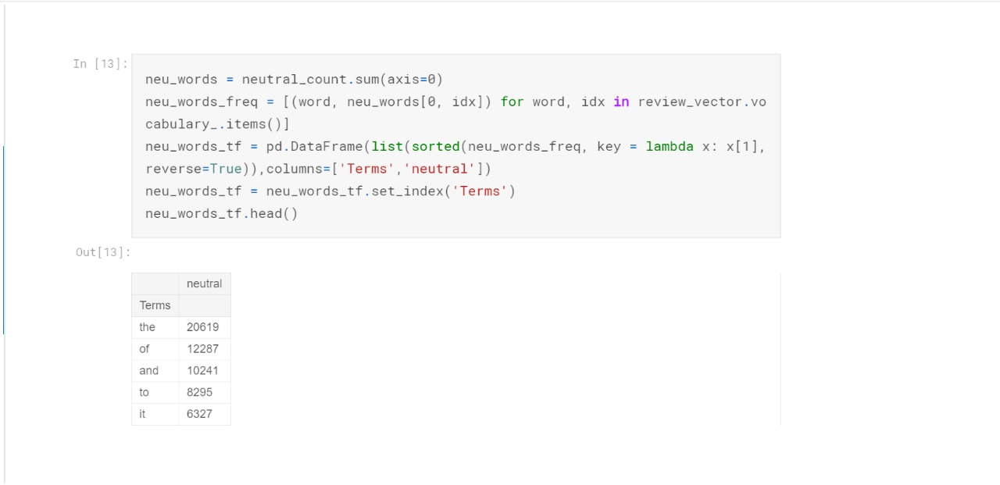 In [13]:
neu_words = neutral_count.sum(axis=0)
neu_words_freq = [(word, neu_words[0, idx]) for word, idx in review_vector.vo
cabulary_.items()]
neu_words_tf = pd.DataFrame(list(sorted(neu_words_freq, key = lambda x: x[1],
reverse=True)),columns=['Terms','neutral'])
neu_words_tf = neu_words_tf.set_index('Terms')
neu_words_tf.head()
Out[13]:
neutral
Terms
the 20619
of 12287
and 10241
to 8295
it 6327